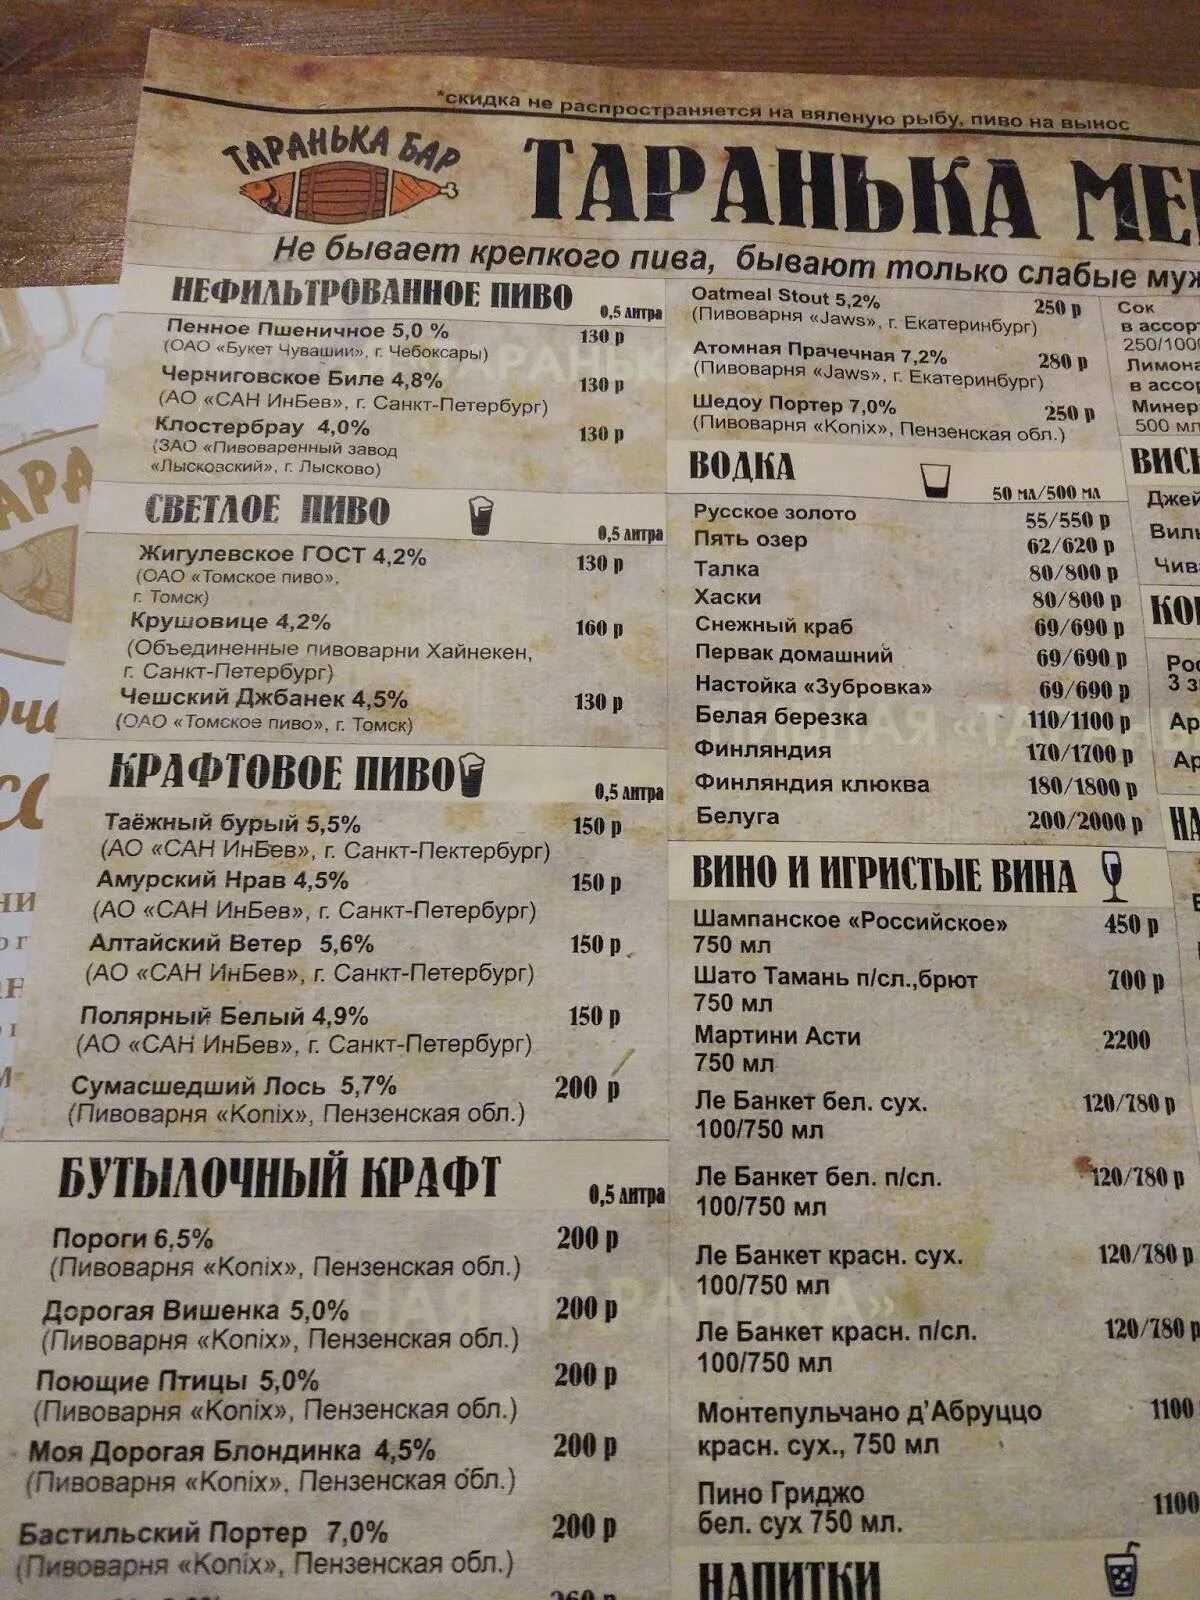 *скидка не распространяется на вяленую рыбу, пиво на вынос
ТАРАНЬКА БАР
ТАРАНЬКА
Не бывает крепкого пива, бывают только слабые
НЕФИЛЬТРОВАННОЕ ПИВО
0,5 литра
Пенное Пшеничное 5,0 % 130 р
(ОАО «Букет Чувашии», г. Чебоксары)
Черниговское Биле 4,8% 130 р
(АО «САН ИнБев», г. Санкт-Петербург)
Клостербрау 4,0% 130 р
(ЗАО «Пивоваренный завод
«Лысковский», г. Лысково)
СВЕТЛОЕ ПИВО
0,5 литра
Жигулевское ГОСТ 4,2% 130 р
(ОАО «Томское пиво»,
г. Томск)
Крушовице 4,2% 160 р
(Объединенные пивоварни Хайнекен,
г. Санкт-Петербург)
Чешский Джбанек 4,5% 130 р
(ОАО «Томское пиво», г. Томск)
КРАФТОВОЕ ПИВО
0,5 литра
Таёжный бурый 5,5% 150 р
(АО «САН ИнБев», г. Санкт-Пектербург)
Амурский Нрав 4,5% 150 р
(АО «САН ИнБев», г. Санкт-Петербург)
Алтайский Ветер 5,6% 150 р
(АО «САН ИнБев», г. Санкт-Петербург)
Полярный Белый 4,9% 150 р
(АО «САН ИнБев», г. Санкт-Петербург)
Сумасшедший Лось 5,7% 200 р
(Пивоварня «Konix», Пензенская обл.)
БУТЫЛОЧНЫЙ КРАФТ
0,5 литра
Пороги 6,5% 200 р
(Пивоварня «Konix», Пензенская обл.)
Дорогая Вишенка 5,0% 200 р
(Пивоварня «Konix», Пензенская обл.)
Поющие Птицы 5,0% 200 р
(Пивоварня «Konix», Пензенская обл.)
Моя Дорогая Блондинка 4,5% 200 р
(Пивоварня «Konix», Пензенская обл.)
Бастильский Портер 7,0% 200 р
(Пивоварня «Konix», Пензенская обл.)
Oatmeal Stout 5,2% 250 р
(Пивоварня «Jaws», г. Екатеринбург)
Атомная Прачечная 7,2% 280 р
(Пивоварня «Jaws», г. Екатеринбург)
Шедоу Портер 7,0% 250 р
(Пивоварня «Konix», Пензенская обл.)
ВОДКА
50 мл/500 мл
Русское золото 55/550 р
Пять озер 62/620 р
Талка 80/800 р
Хаски 80/800 р
Снежный краб 69/690 р
Первак домашний 69/690 р
Настойка «Зубровка» 69/690 р
Белая березка 110/1100 р
Финляндия 170/1700 р
Финляндия клюква 180/1800 р
Белуга 200/2000 р
ВИНО И ИГРИСТЫЕ ВИНА
Шампанское «Российское» 450 р
750 мл
Шато Тамань п/сл.,брют 700 р
750 мл
Мартини Асти 2200
750 мл
Ле Банкет бел. сух. 120/780 р
100/750 мл
Ле Банкет бел. п/сл. 120/780 р
100/750 мл
Ле Банкет красн. сух. 120/780 р
100/750 мл
Ле Банкет красн. п/сл. 120/780 р
100/750 мл
Монтепульчано д'Абруццо 1100
красн. сух., 750 мл
Пино Гриджо 1100
бел. сух 750 мл.
НАПИТКИ
Сок
в
500
3